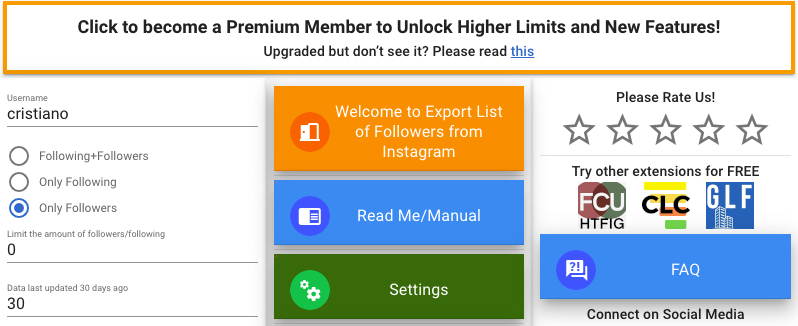 Click to become a Premium Member to Unlock Higher Limits and New Features!
Upgraded but don't see it? Please read this
Username
cristiano
Following+Followers
Only Following
Only Followers
Limit the amount of followers/following
0
Data last updated 30 days ago
30
Welcome to Export List
of Followers from
Instagram
Read Me/Manual
Settings
Please Rate Us!
Try other extensions for FREE
FCU
HTFIG
CLC
GLF
?!
FAQ
Connect on Social Media